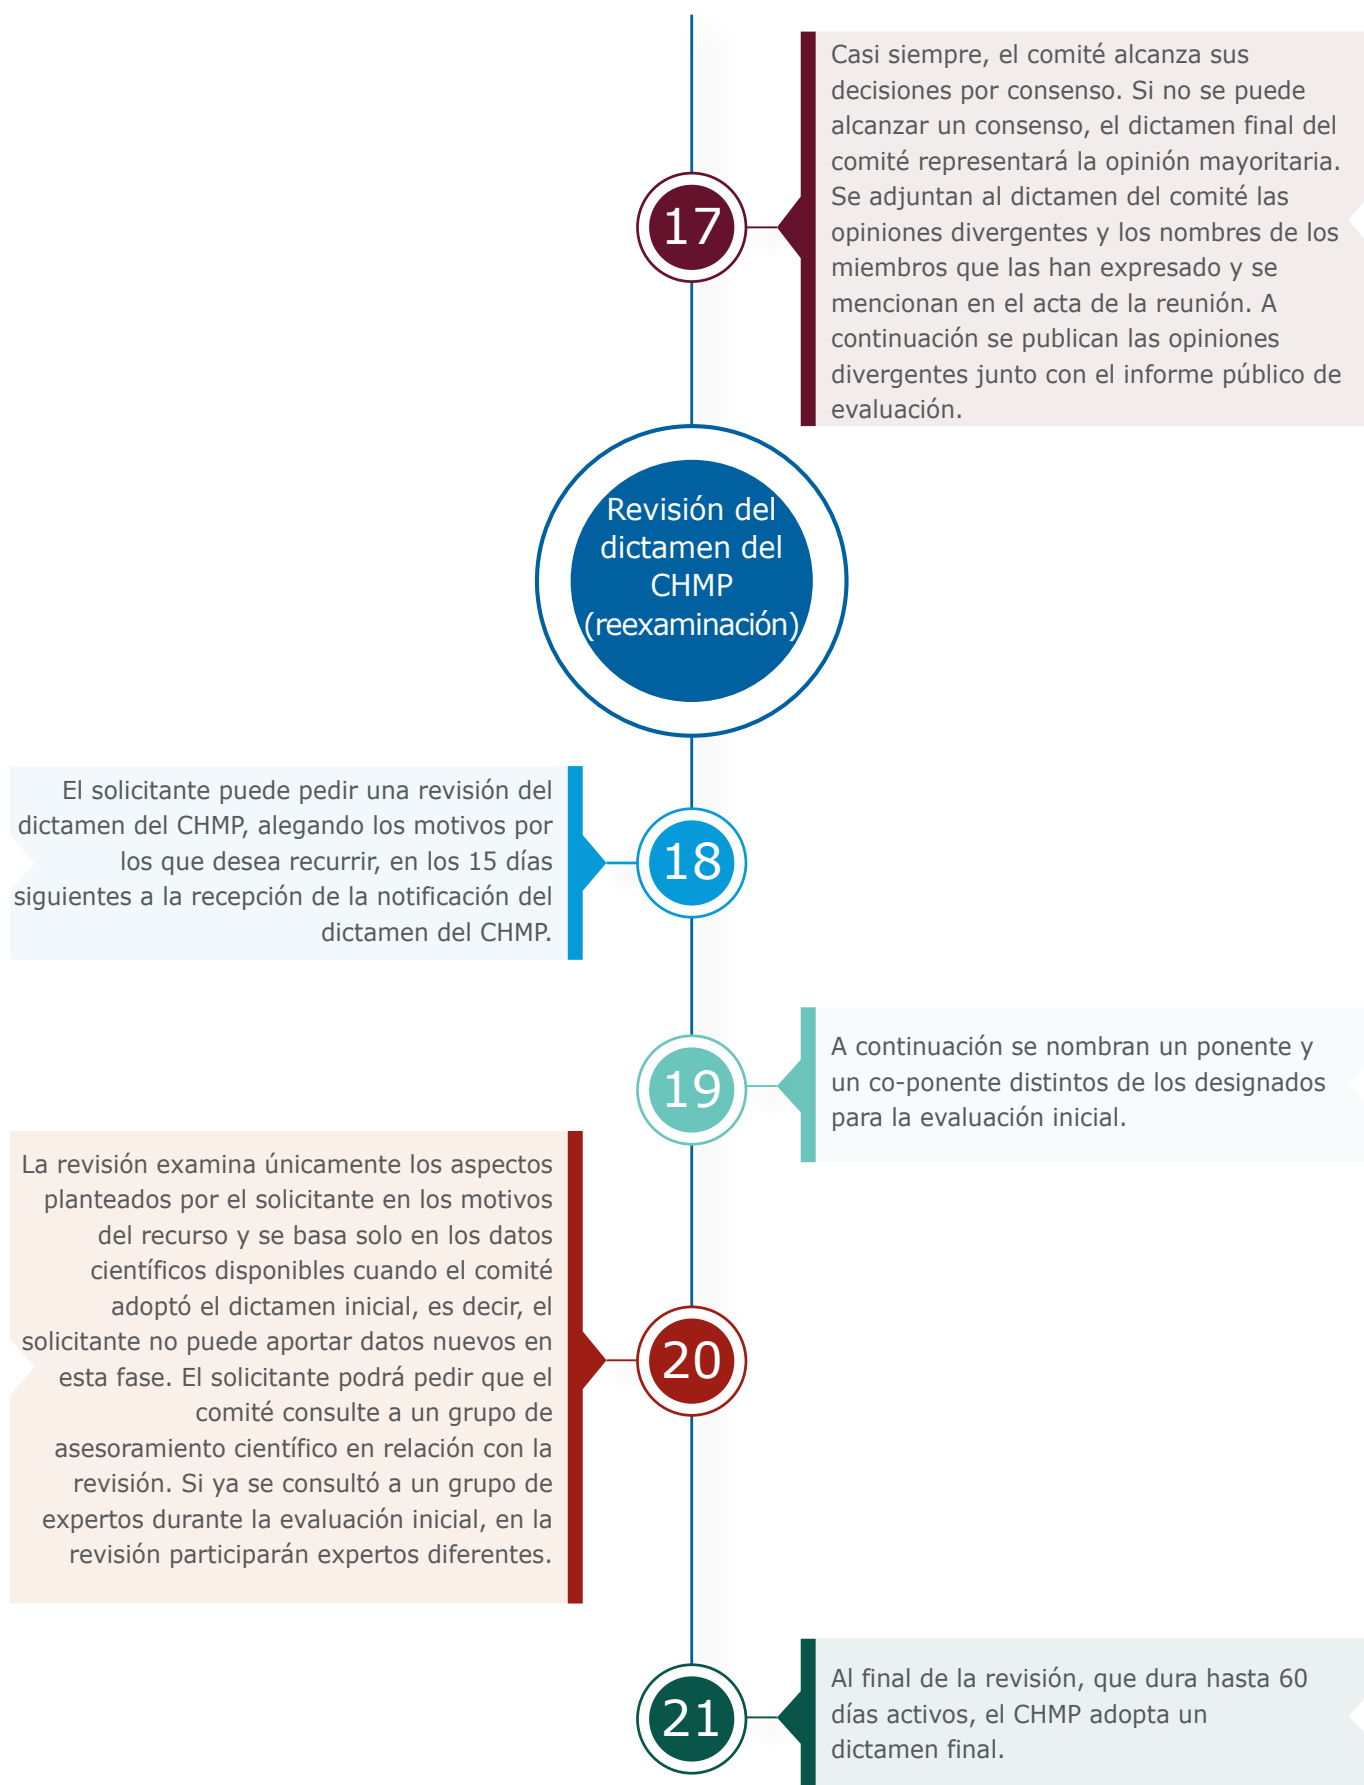 Casi siempre, el comité alcanza sus
decisiones por consenso. Si no se puede
alcanzar un consenso, el dictamen final del
comité representará la opinión mayoritaria.
Se adjuntan al dictamen del comité las
opiniones divergentes y los nombres de los
miembros que las han expresado y se
mencionan en el acta de la reunión. A
continuación se publican las opiniones
divergentes junto con el informe público de
evaluación.
17
Revisión del
dictamen del
CHMP
(reexaminación)
El solicitante puede pedir una revisión del
dictamen del CHMP, alegando los motivos por
los que desea recurrir, en los 15 días
siguientes a la recepción de la notificación del
dictamen del CHMP.
18
19
A continuación se nombran un ponente y
un co-ponente distintos de los designados
para la evaluación inicial.
La revisión examina únicamente los aspectos
planteados por el solicitante en los motivos
del recurso y se basa solo en los datos
científicos disponibles cuando el comité
adoptó el dictamen inicial, es decir, el
solicitante no puede aportar datos nuevos en
esta fase. El solicitante podrá pedir que el
comité consulte a un grupo de
asesoramiento científico en relación con la
revisión. Si ya se consultó a un grupo de
expertos durante la evaluación inicial, en la
revisión participarán expertos diferentes.
20
21
Al final de la revisión, que dura hasta 60
días activos, el CHMP adopta un
dictamen final.